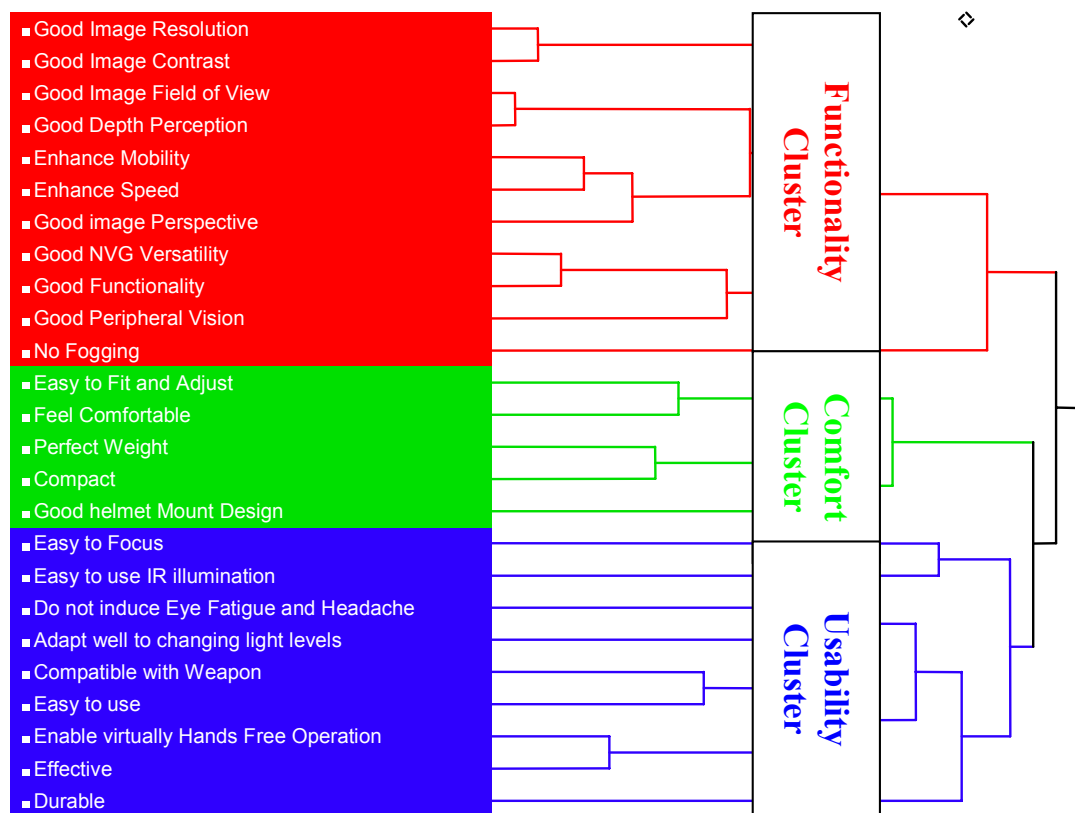 Good Image Resolution
Good Image Contrast
Good Image Field of View
Good Depth Perception
Enhance Mobility
Enhance Speed
Good image Perspective
Good NVG Versatility
Good Functionality
Good Peripheral Vision
No Fogging
Easy to Fit and Adjust
Feel Comfortable
Perfect Weight
Compact
Good helmet Mount Design
Easy to Focus
Easy to use IR illumination
Do not induce Eye Fatigue and Headache
Adapt well to changing light levels
Compatible with Weapon
Easy to use
Enable virtually Hands Free Operation
Effective
Durable
Functionality
Cluster
Comfort
Cluster
Usability
Cluster